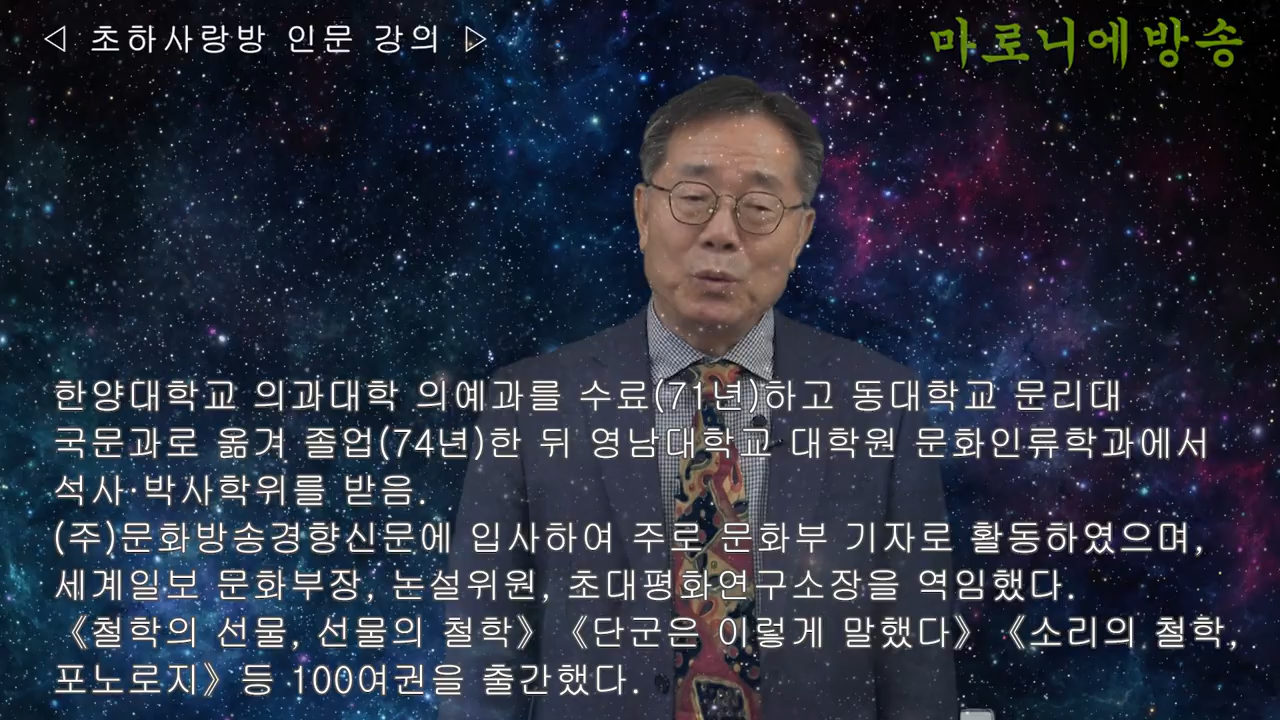 ◁ 초하사랑방 인문 강의 ▷
마로니에방송
한양대학교 의과대학 의예과를 수료(71년)하고 동대학교 문리대
국문과로 옮겨 졸업(74년)한 뒤 영남대학교 대학원 문화인류학과에서
석사·박사학위를 받음.
(주)문화방송경향신문에 입사하여 주로 문화부 기자로 활동하였으며,
세계일보 문화부장, 논설위원, 초대평화연구소장을 역임했다.
《철학의 선물, 선물의 철학》《단군은 이렇게 말했다》《소리의 철학,
포노로지》등 100여권을 출간했다.